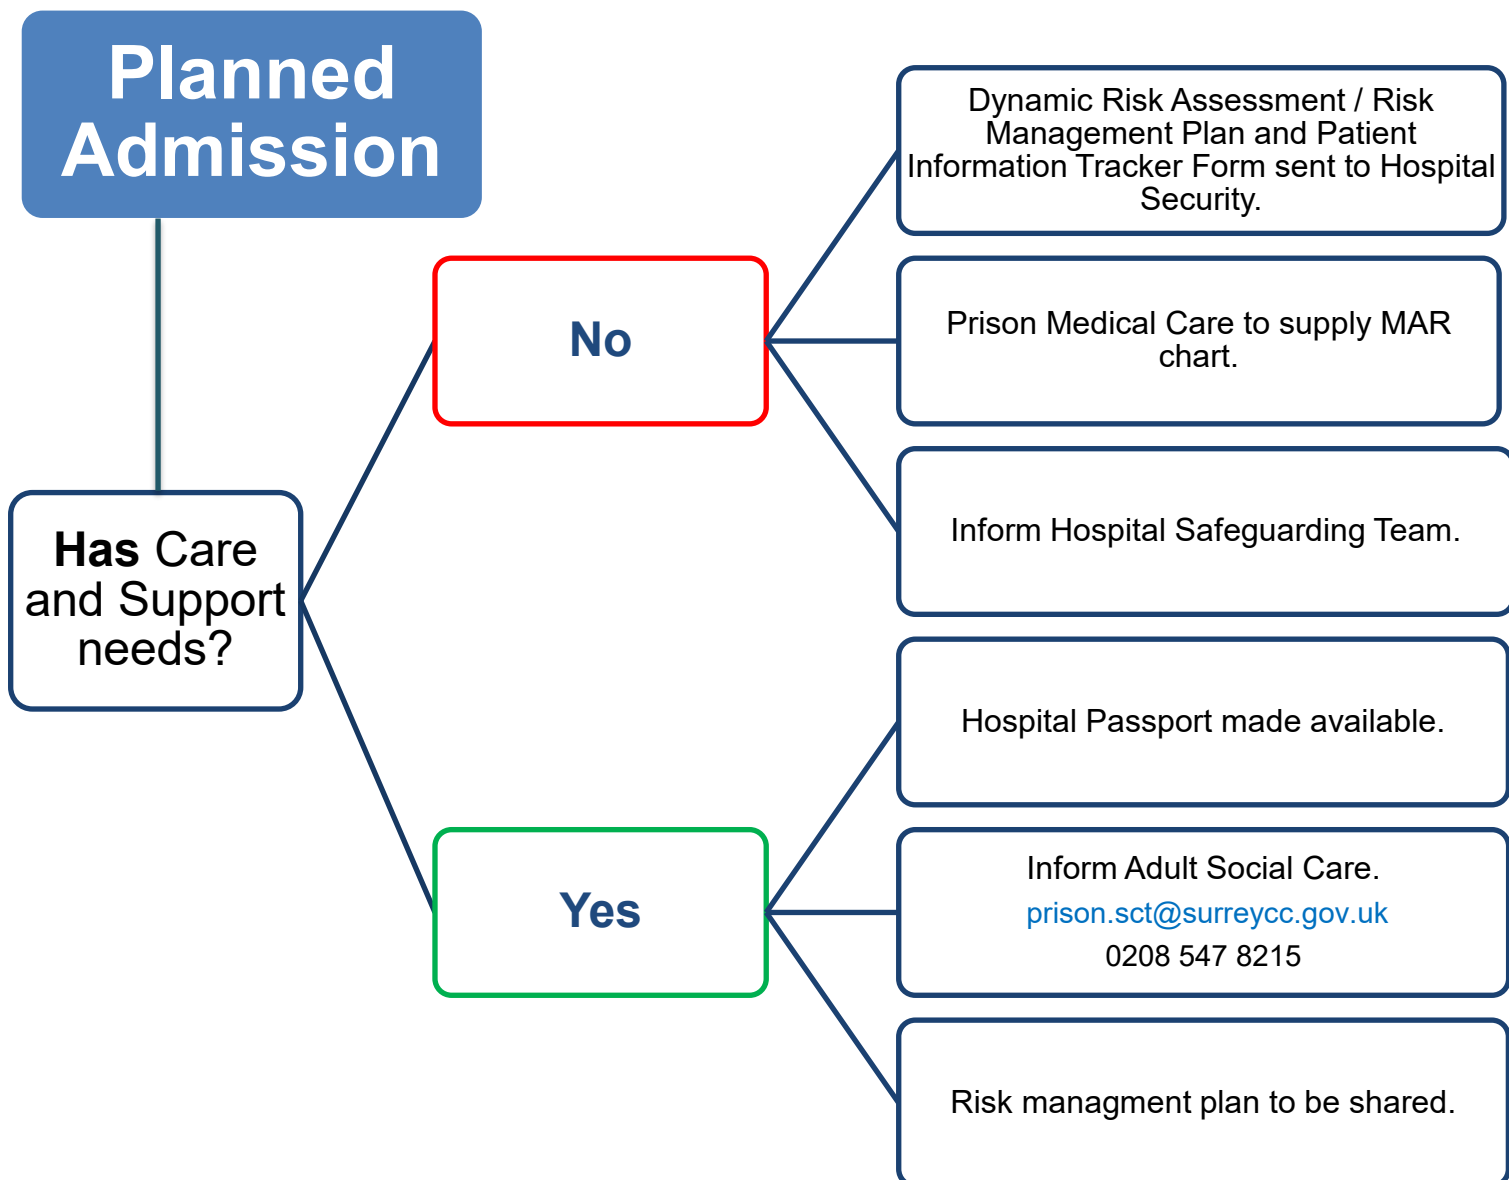 Planned
Admission
Has Care
and Support
needs?
No
Dynamic Risk Assessment / Risk
Management Plan and Patient
Information Tracker Form sent to Hospital
Security.
Prison Medical Care to supply MAR
chart.
Inform Hospital Safeguarding Team.
Yes
Hospital Passport made available.
Inform Adult Social Care.
prison.sct@surreycc.gov.uk
0208 547 8215
Risk managment plan to be shared.